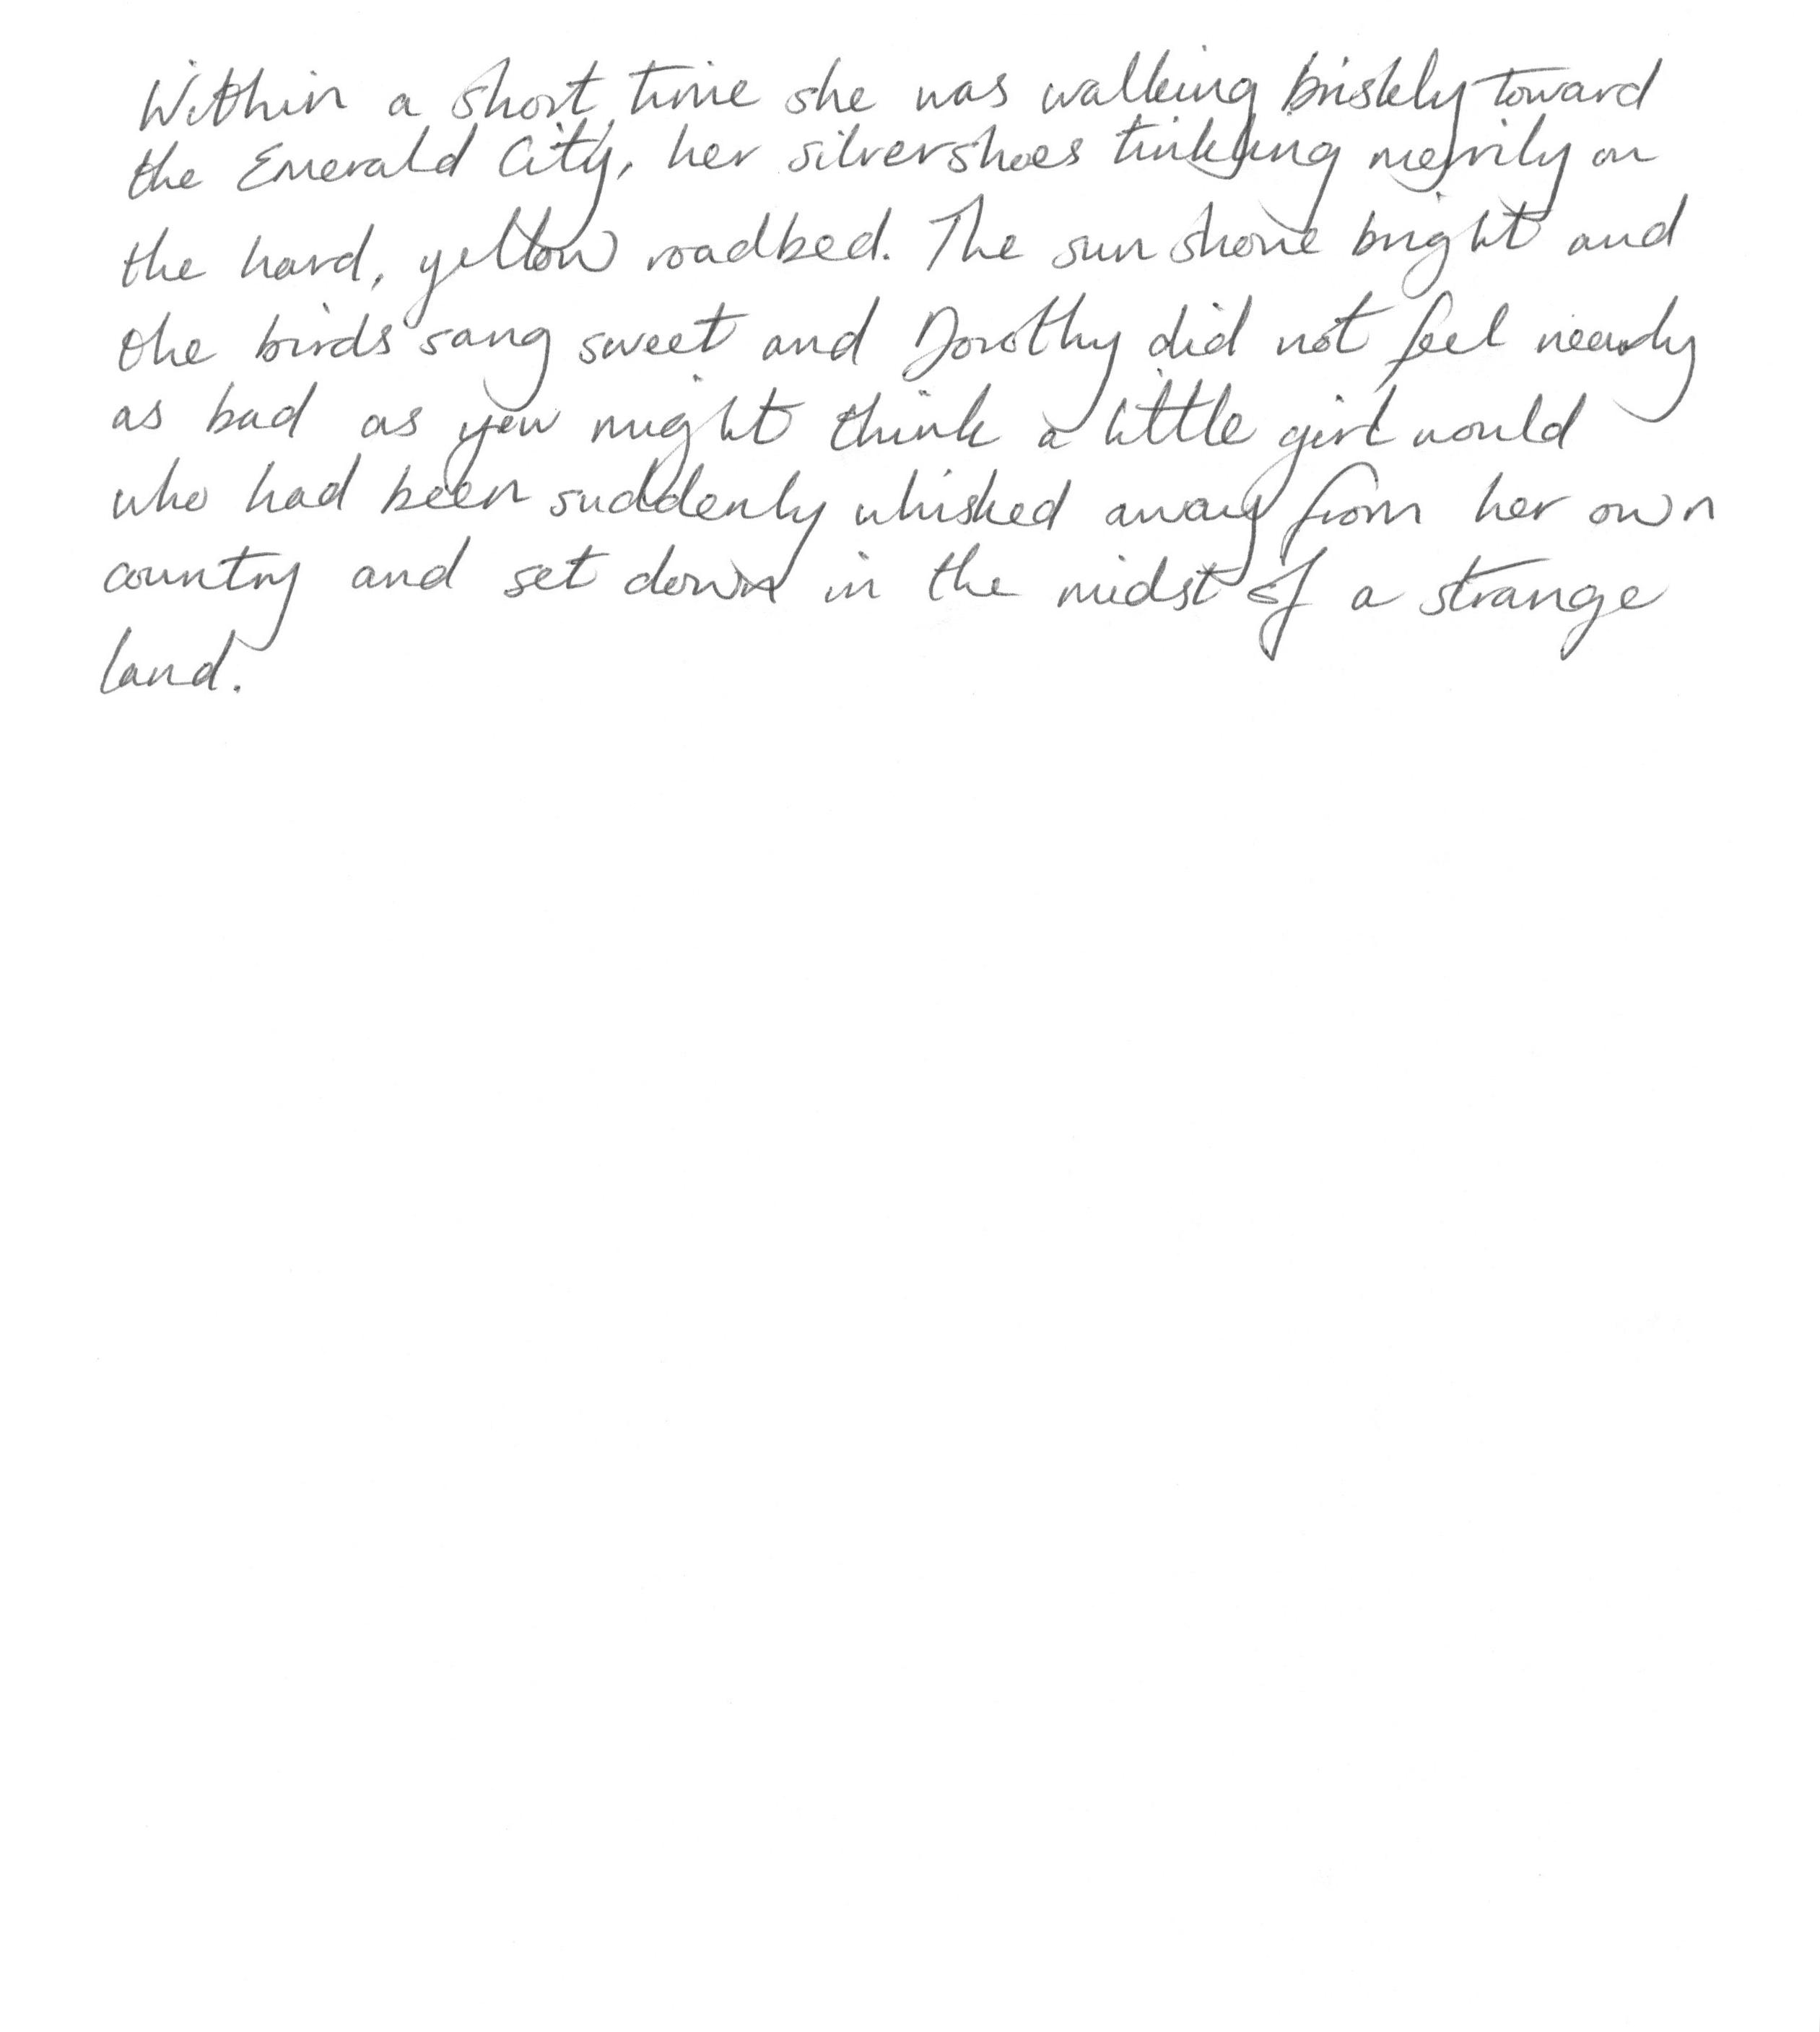 Within a short time she was walking briskly toward
the Emerald City, her silver shoes tinkling merrily on
the hard, yellow roadbed. The sun shone bright and
the birds sang sweet and Dorothy did not feel nearly
as bad as you might think a little girl would
who had been suddenly whisked away from her own
country and set down in the midst of a strange
land.